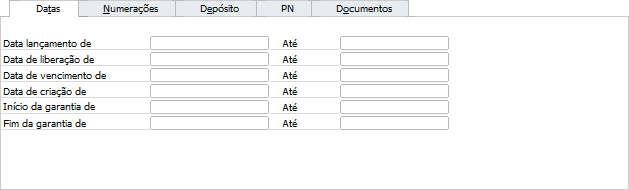 Datas Numerações Depósito PN Documentos
Data lançamento de Até
Data de liberação de Até
Data de vencimento de Até
Data de criação de Até
Início da garantia de Até
Fim da garantia de Até